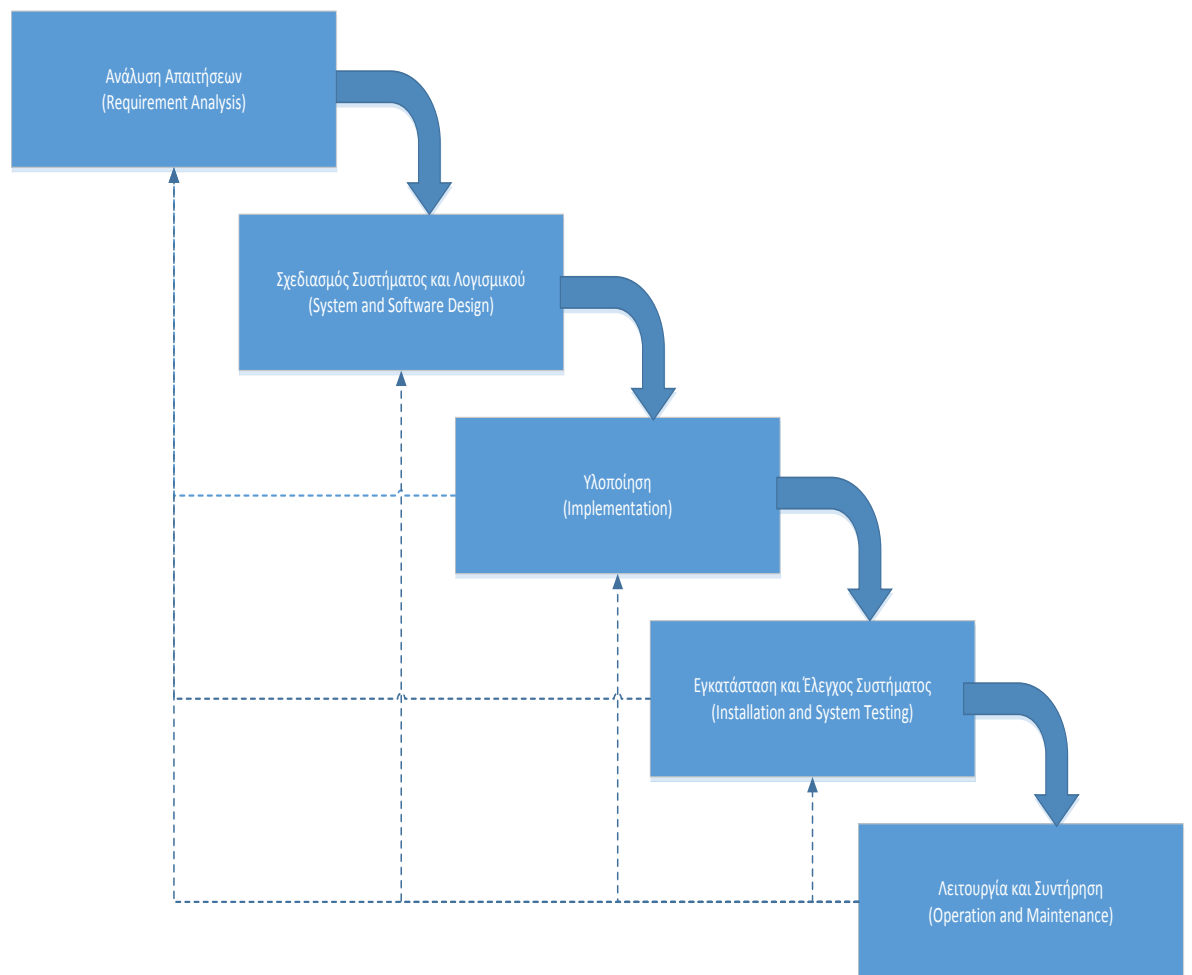 Ανάλυση Απαιτήσεων
(Requirement Analysis)
Σχεδιασμός Συστήματος και Λογισμικού
(System and Software Design)
Υλοποίηση
(Implementation)
Εγκατάσταση και Έλεγχος Συστήματος
(Installation and System Testing)
Λειτουργία και Συντήρηση
(Operation and Maintenance)